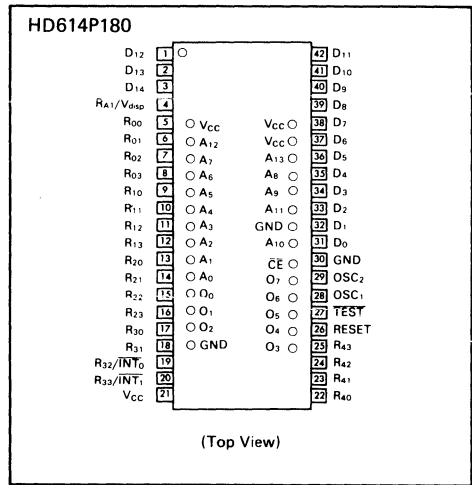 HD614P180
D12 1 42 D11
D13 2 41 D10
D14 3 40 D9
RA1/Vdisp 4 39 D8
R00 5 VCC VCC 38 D7
R01 6 A12 VCC 37 D6
R02 7 A7 A13 36 D5
R03 8 A6 A8 35 D4
R10 9 A5 A9 34 D3
R11 10 A4 A11 33 D2
R12 11 A3 GND 32 D1
R13 12 A2 A10 31 D0
R20 13 A1 C̅E̅ 30 GND
R21 14 A0 O7 29 OSC2
R22 15 O0 O6 28 OSC1
R23 16 O1 O5 27 T̅E̅S̅T̅
R30 17 O2 O4 26 RESET
R31 18 GND O3 25 R43
R32/I̅N̅T̅0 19 24 R42
R33/I̅N̅T̅1 20 23 R41
VCC 21 22 R40
(Top View)